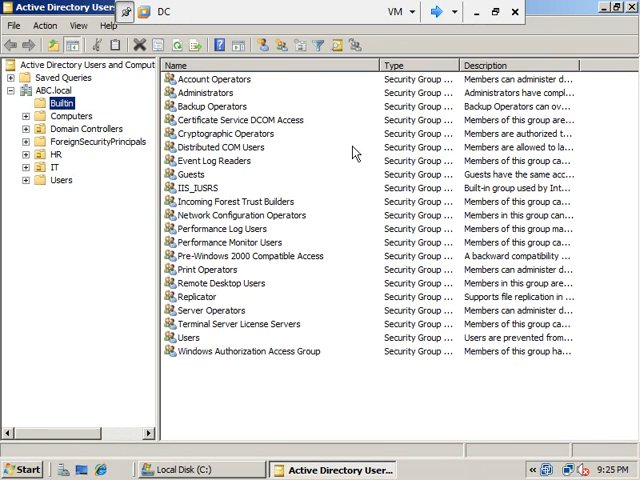 Active Directory Users
DC
VM
File Action View Help
Active Directory Users and Comput
Saved Queries
ABC.local
Builtin
Computers
Domain Controllers
ForeignSecurityPrincipals
HR
IT
Users
Name Type Description
Account Operators Security Group ... Members can administer d...
Administrators Security Group ... Administrators have compl...
Backup Operators Security Group ... Backup Operators can ov...
Certificate Service DCOM Access Security Group ... Members of this group are...
Cryptographic Operators Security Group ... Members are authorized t...
Distributed COM Users Security Group ... Members are allowed to la...
Event Log Readers Security Group ... Members of this group ca...
Guests Security Group ... Guests have the same acc...
IIS_IUSRS Security Group ... Built-in group used by Int...
Incoming Forest Trust Builders Security Group ... Members of this group ca...
Network Configuration Operators Security Group ... Members in this group can...
Performance Log Users Security Group ... Members of this group ma...
Performance Monitor Users Security Group ... Members of this group ca...
Pre-Windows 2000 Compatible Access Security Group ... A backward compatibility ...
Print Operators Security Group ... Members can administer d...
Remote Desktop Users Security Group ... Members in this group are...
Replicator Security Group ... Supports file replication in ...
Server Operators Security Group ... Members can administer d...
Terminal Server License Servers Security Group ... Members of this group ca...
Users Security Group ... Users are prevented from...
Windows Authorization Access Group Security Group ... Members of this group ha...
Start Local Disk (C:) Active Directory User... 9:25 PM